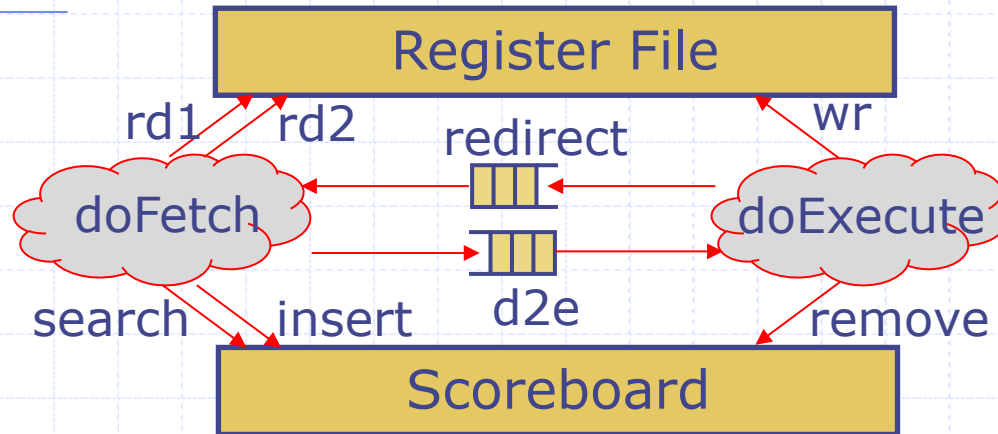 Register File
rd1
rd2
wr
redirect
doFetch
doExecute
d2e
search
insert
remove
Scoreboard